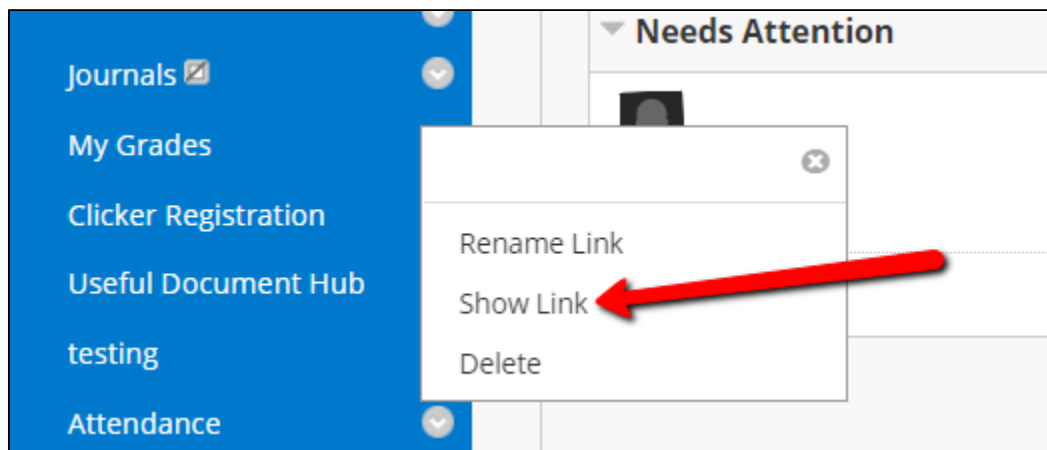 Needs Attention
Journals
My Grades
Clicker Registration
Rename Link
Useful Document Hub
Show Link
testing
Delete
Attendance